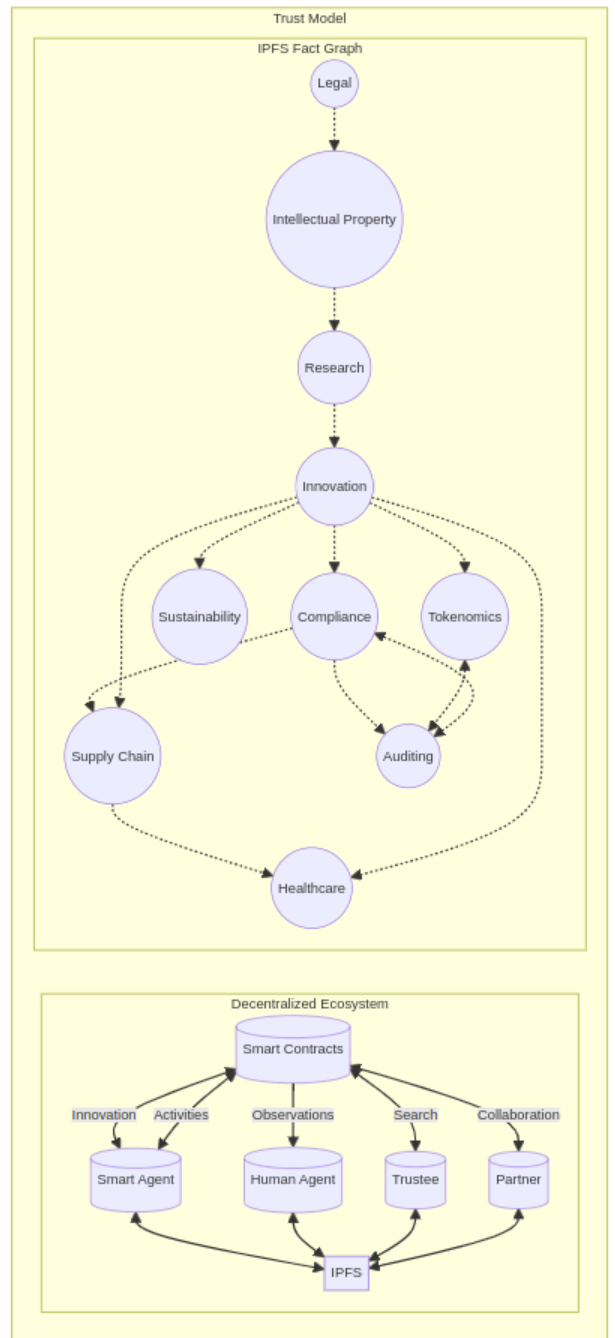 Trust Model
IPFS Fact Graph
Legal
Intellectual Property
Research
Innovation
Sustainability
Compliance
Tokenomics
Supply Chain
Auditing
Healthcare
Decentralized Ecosystem
Smart Contracts
Innovation
Activities
Observations
Search
Collaboration
Smart Agent
Human Agent
Trustee
Partner
IPFS